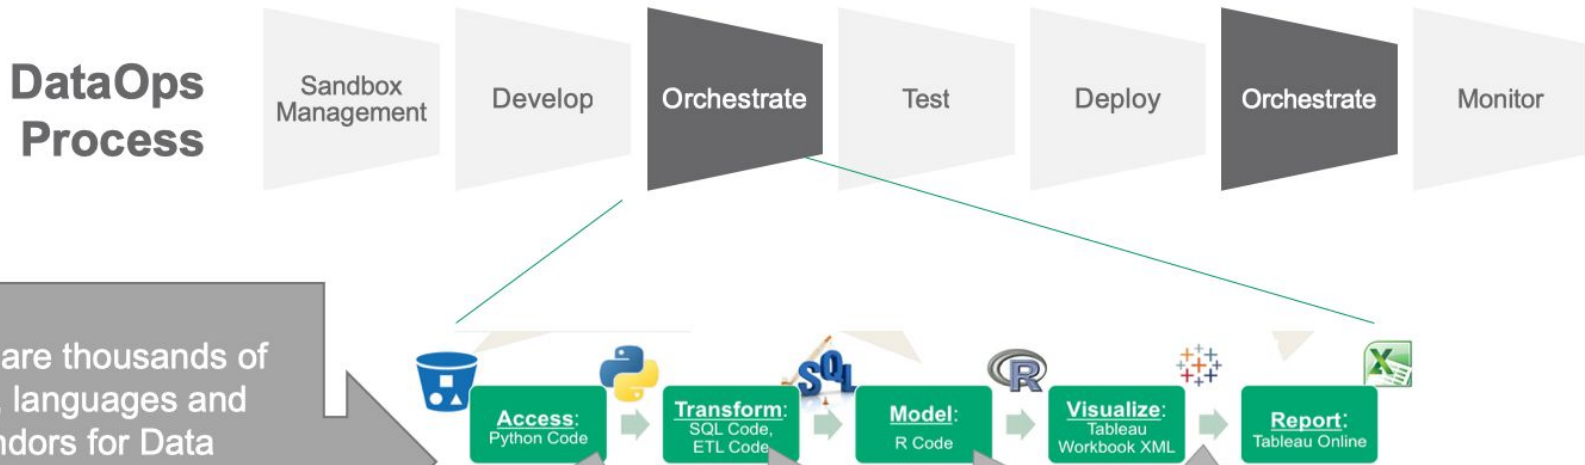 DataOps
Process
Sandbox
Management
Develop
Orchestrate
Test
Deploy
Orchestrate
Monitor
are thousands of
languages and
ndors for Data
SQL
R
X
Access:
Python Code
Transform:
SQL Code,
ETL Code
Model:
R Code
Visualize:
Tableau
Workbook XML
Report:
Tableau Online